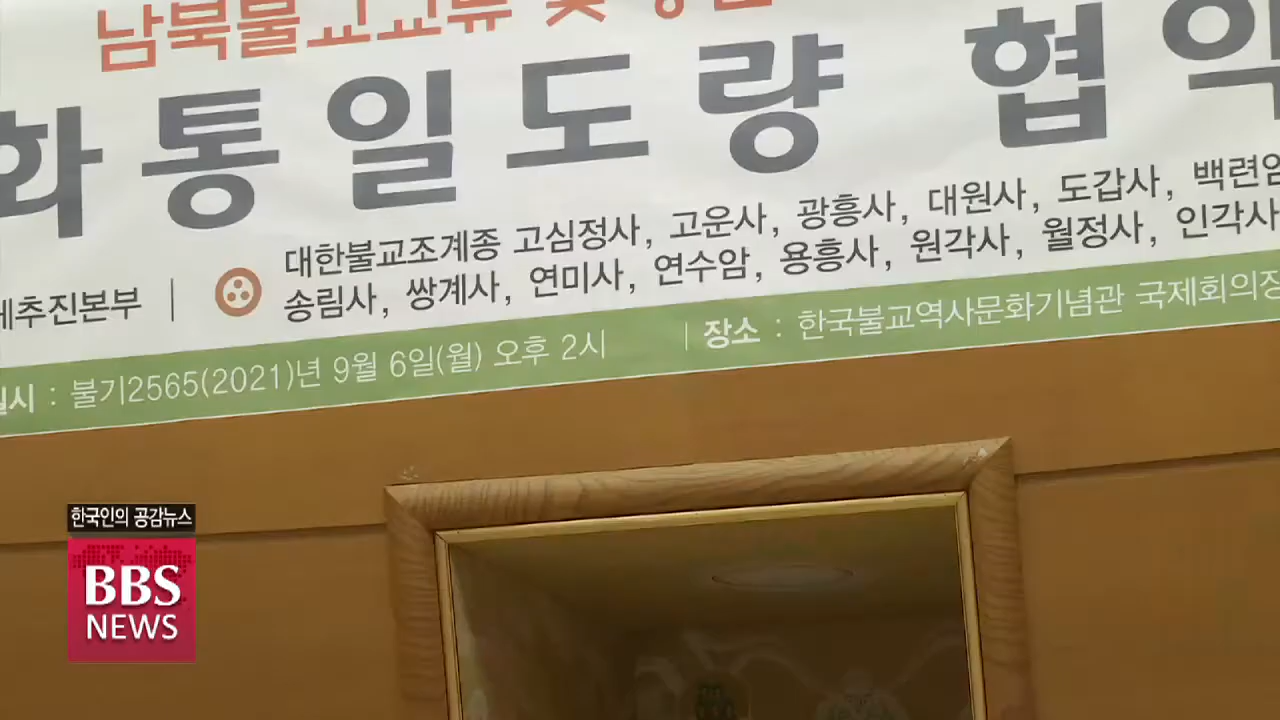 남북불교교류 및
화통일도량 협약
대한불교조계종 고심정사, 고운사, 광흥사, 대원사, 도갑사, 백련암
송림사, 쌍계사, 연미사, 연수암, 용흥사, 원각사, 월정사, 인각사
추진본부
일시 : 불기2565(2021)년 9월 6일(월) 오후 2시
장소 : 한국불교역사문화기념관 국제회의장
한국인의 공감뉴스
BBS
NEWS